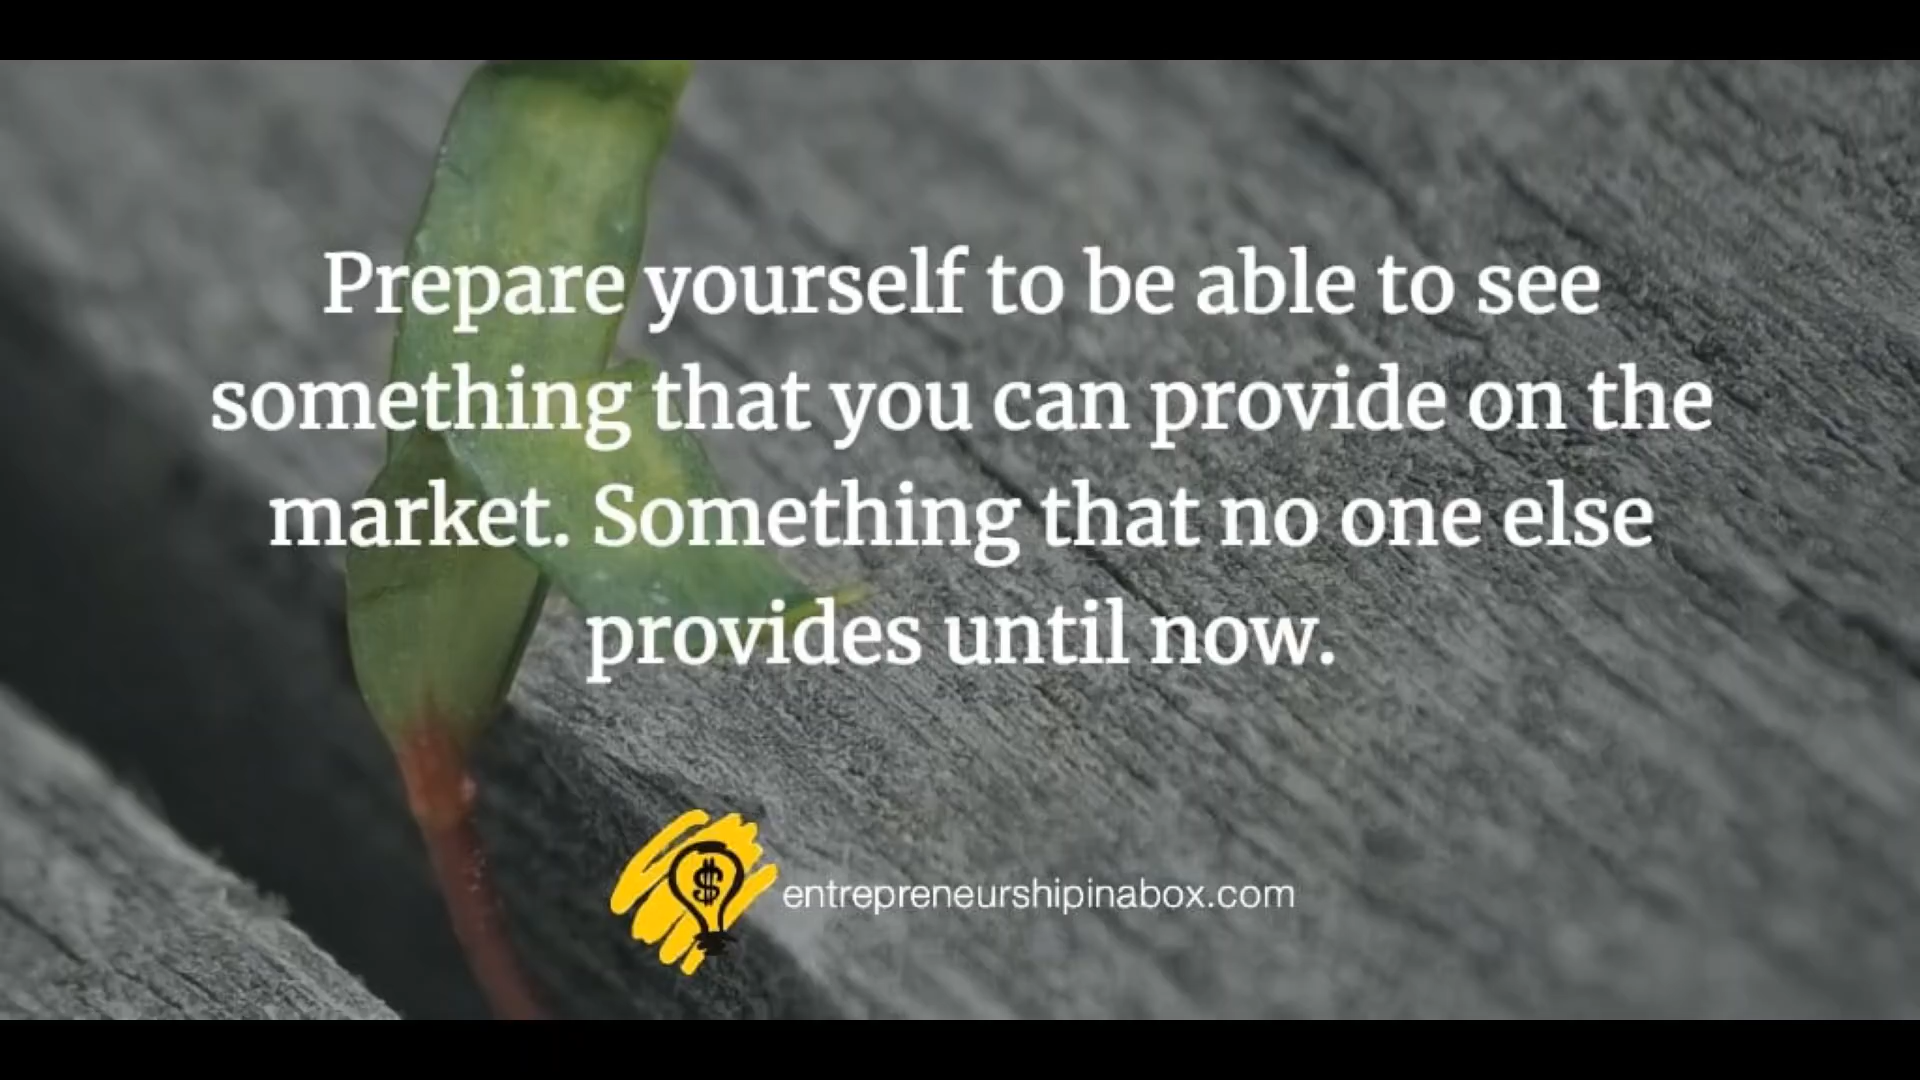 Prepare yourself to be able to see
something that you can provide on the
market. Something that no one else
provides until now.
$
entrepreneurshipinabox.com